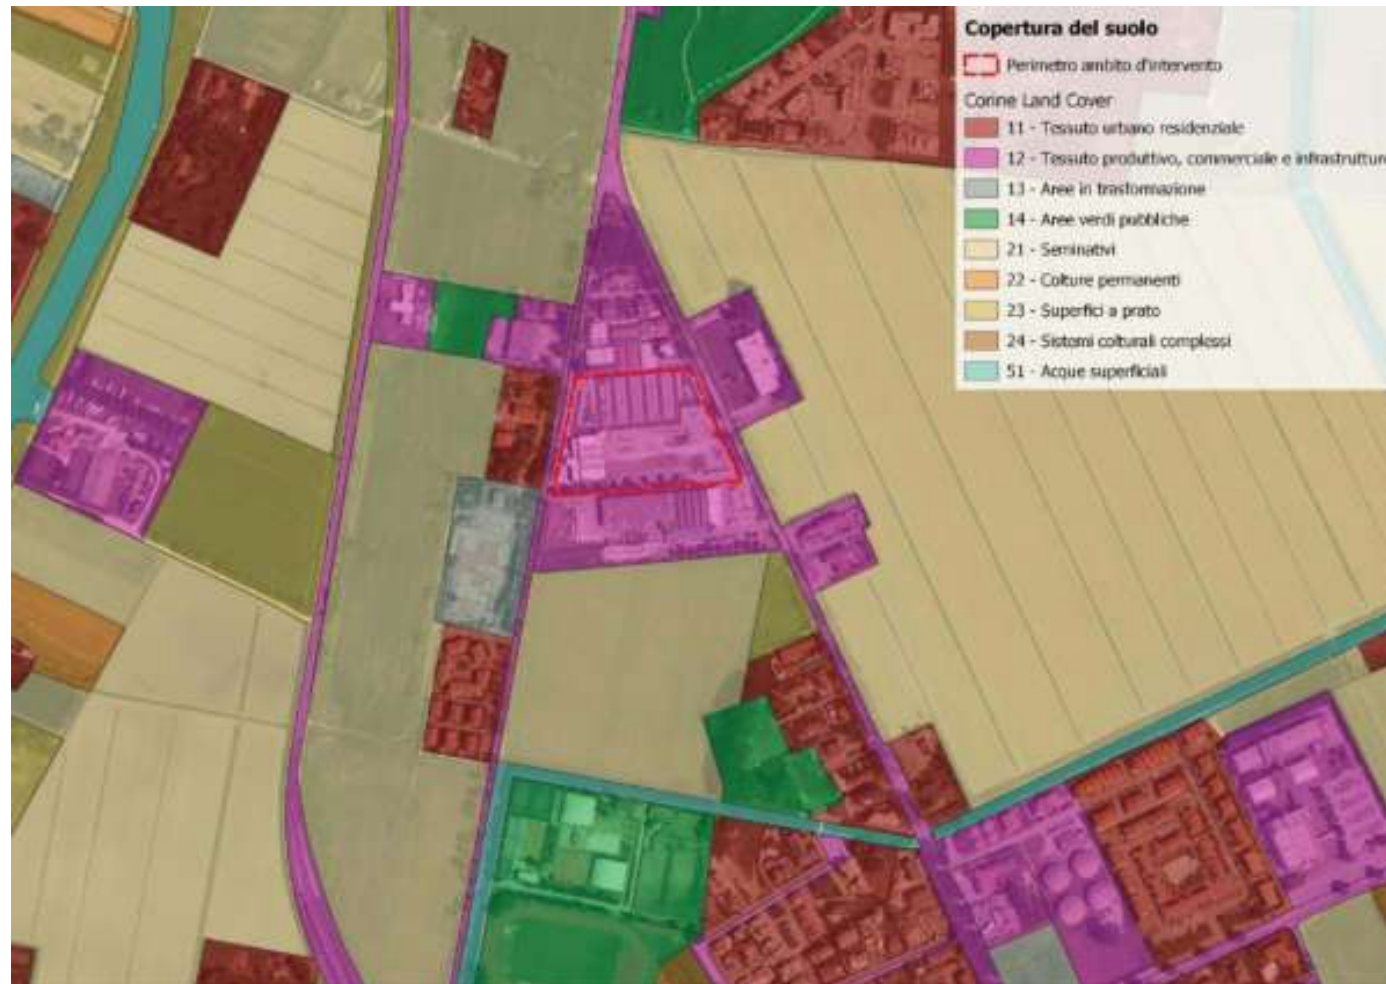 Copertura del suolo
Perimetro ambito d'intervento
Corine Land Cover
11 - Tessuto urbano residenziale
12 - Tessuto produttivo, commerciale e infrastrutture
13 - Aree in trasformazione
14 - Aree verdi pubbliche
21 - Seminativi
22 - Colture permanenti
23 - Superfici a prato
24 - Sistemi colturali complessi
51 - Acque superficiali